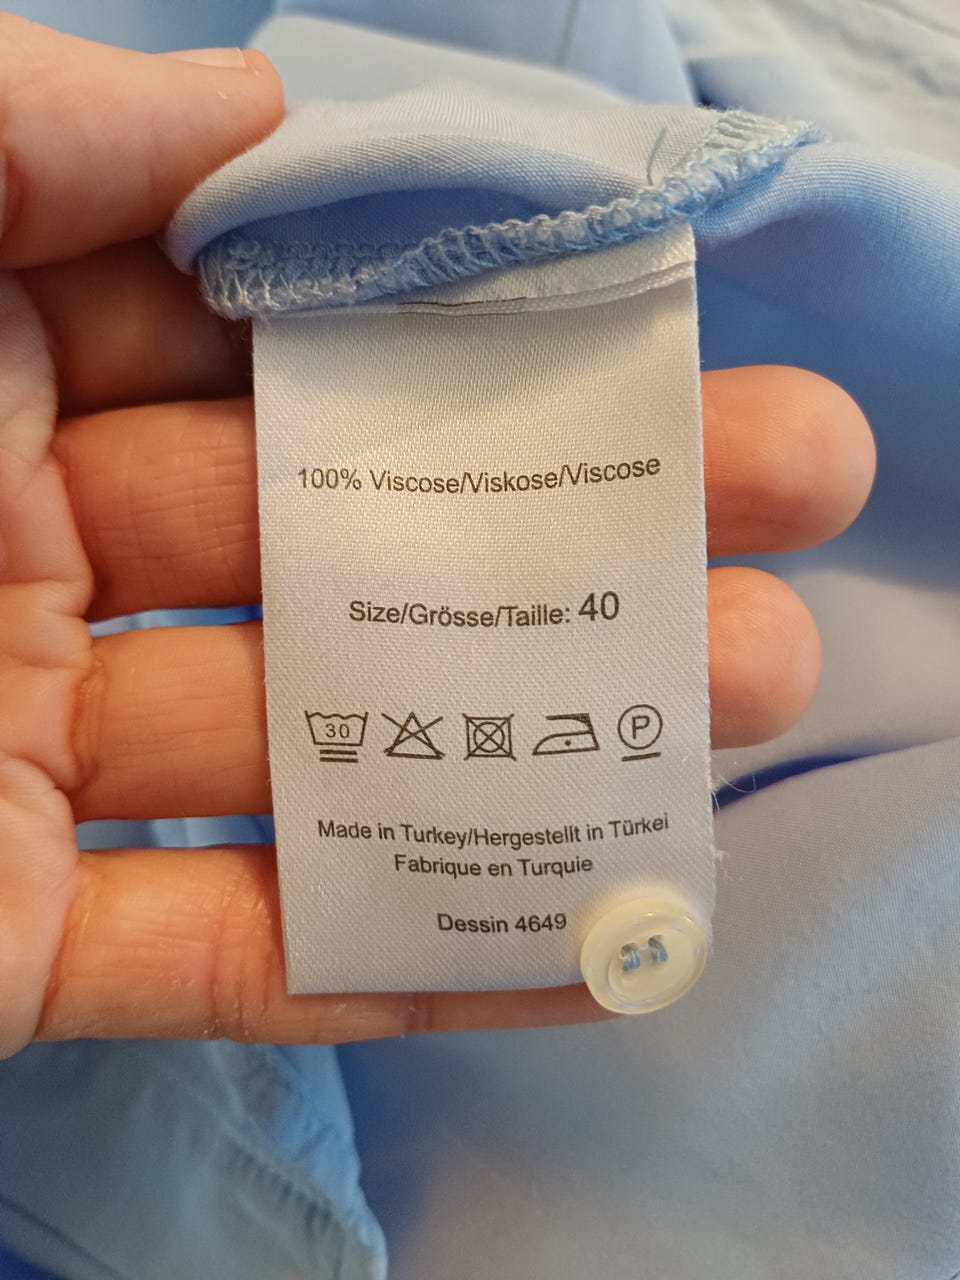 100% Viscose/Viskose/Viscose
Size/Grösse/Taille: 40
30 P
Made in Turkey/Hergestellt in Türkei
Fabrique en Turquie
Dessin 4649